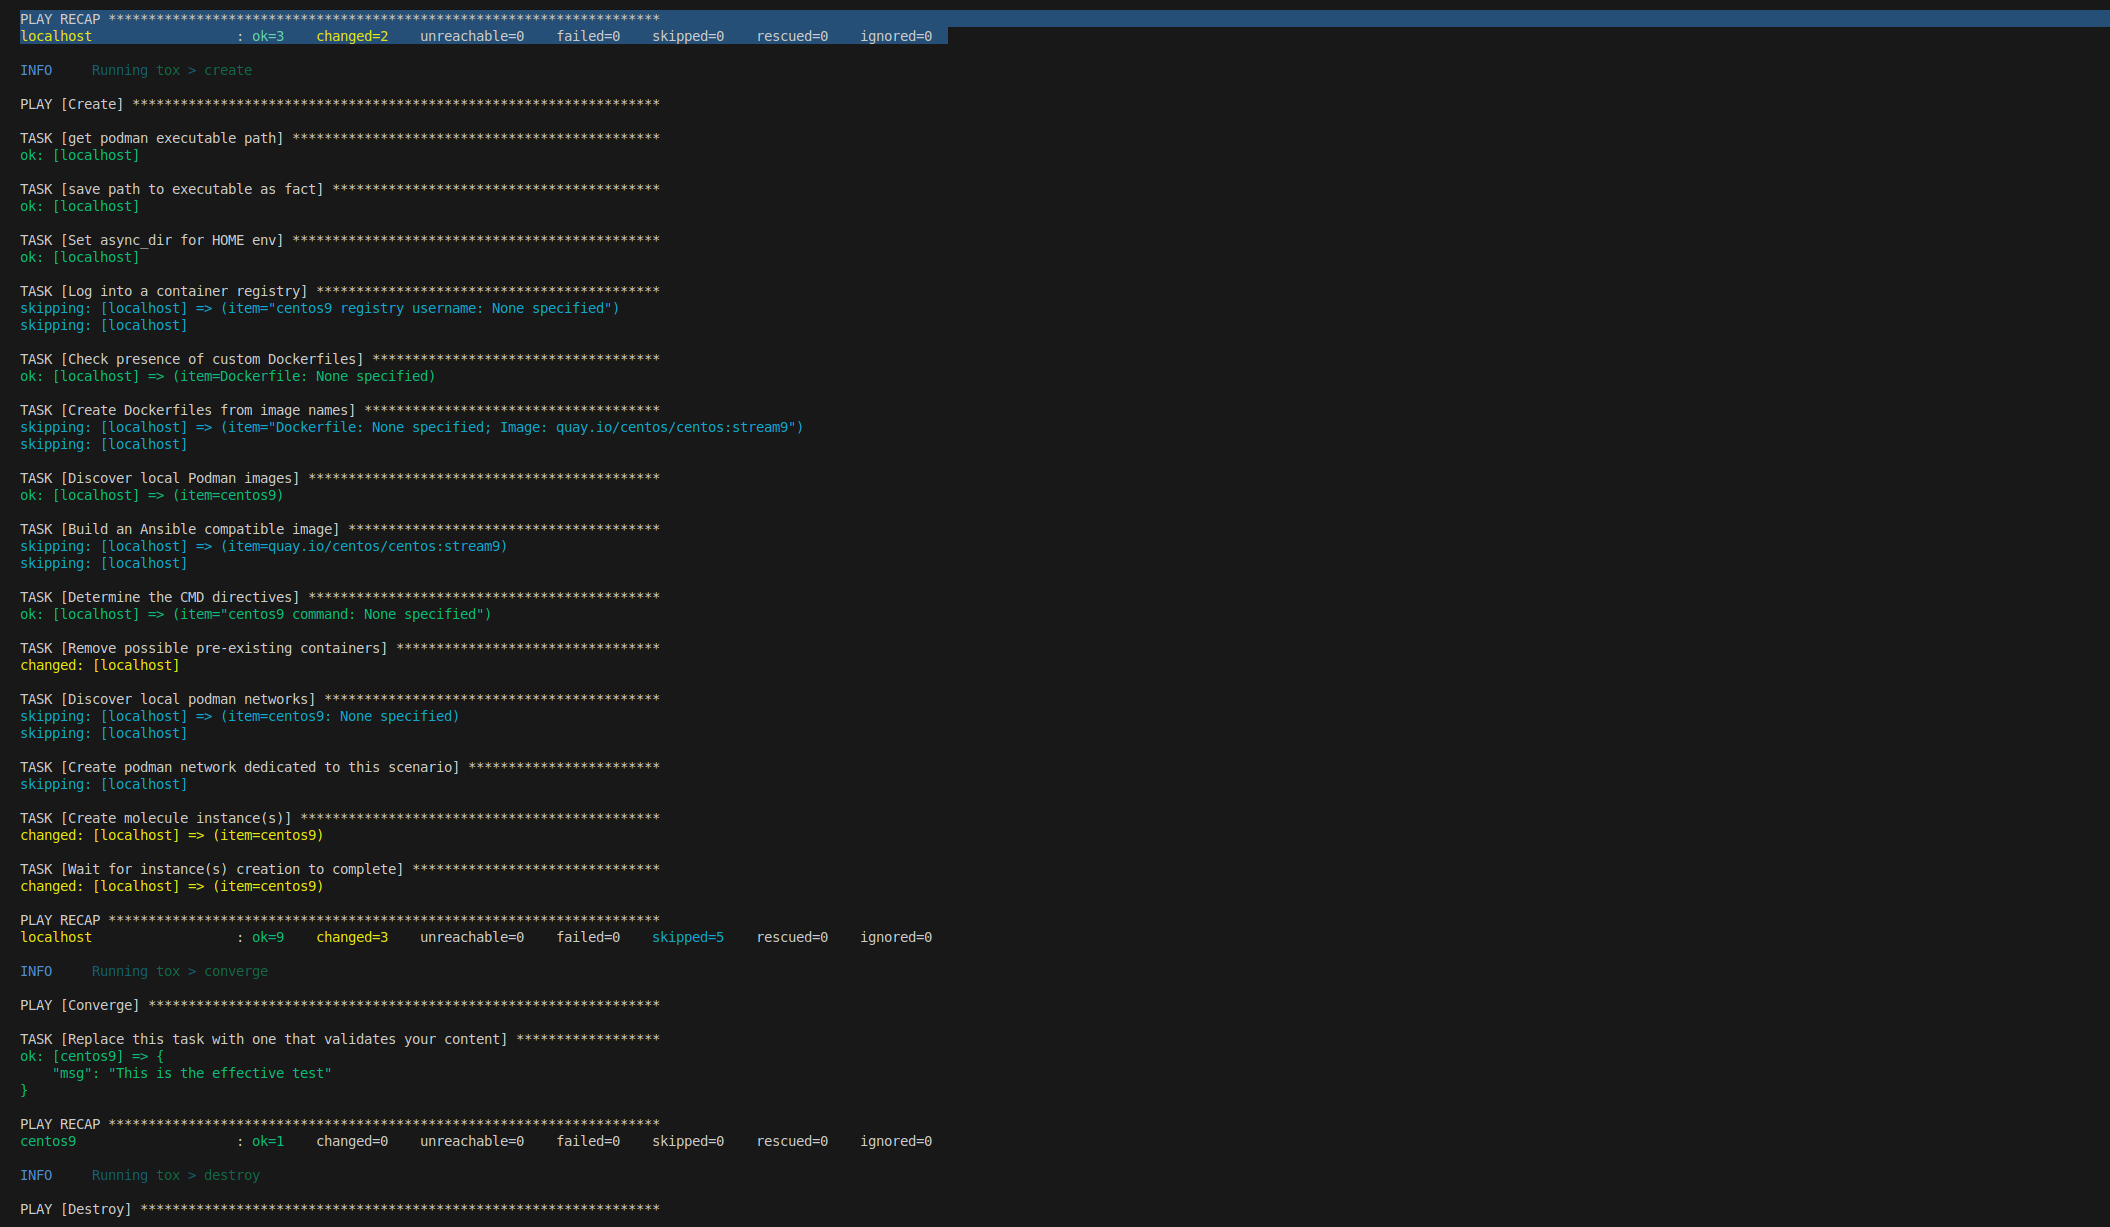 PLAY RECAP *********************************************************************
localhost                  : ok=3    changed=2    unreachable=0    failed=0    skipped=0    rescued=0    ignored=0
INFO     Running tox > create
PLAY [Create] ******************************************************************
TASK [get podman executable path] **********************************************
ok: [localhost]
TASK [save path to executable as fact] *****************************************
ok: [localhost]
TASK [Set async_dir for HOME env] **********************************************
ok: [localhost]
TASK [Log into a container registry] *******************************************
skipping: [localhost] => (item="centos9 registry username: None specified")
skipping: [localhost]
TASK [Check presence of custom Dockerfiles] ************************************
ok: [localhost] => (item=Dockerfile: None specified)
TASK [Create Dockerfiles from image names] *************************************
skipping: [localhost] => (item="Dockerfile: None specified; Image: quay.io/centos/centos:stream9")
skipping: [localhost]
TASK [Discover local Podman images] ********************************************
ok: [localhost] => (item=centos9)
TASK [Build an Ansible compatible image] ***************************************
skipping: [localhost] => (item=quay.io/centos/centos:stream9)
skipping: [localhost]
TASK [Determine the CMD directives] ********************************************
ok: [localhost] => (item="centos9 command: None specified")
TASK [Remove possible pre-existing containers] *********************************
changed: [localhost]
TASK [Discover local podman networks] ******************************************
skipping: [localhost] => (item=centos9: None specified)
skipping: [localhost]
TASK [Create podman network dedicated to this scenario] ************************
skipping: [localhost]
TASK [Create molecule instance(s)] *********************************************
changed: [localhost] => (item=centos9)
TASK [Wait for instance(s) creation to complete] *******************************
changed: [localhost] => (item=centos9)
PLAY RECAP *********************************************************************
localhost                  : ok=9    changed=3    unreachable=0    failed=0    skipped=5    rescued=0    ignored=0
INFO     Running tox > converge
PLAY [Converge] ****************************************************************
TASK [Replace this task with one that validates your content] ******************
ok: [centos9] => {
    "msg": "This is the effective test"
}
PLAY RECAP *********************************************************************
centos9                    : ok=1    changed=0    unreachable=0    failed=0    skipped=0    rescued=0    ignored=0
INFO     Running tox > destroy
PLAY [Destroy] *****************************************************************